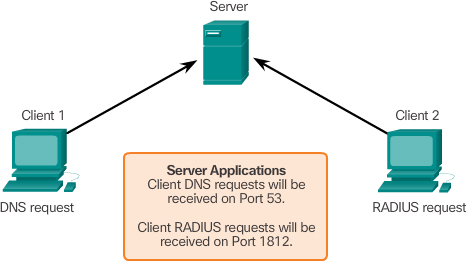 Server
Client 1
Client 2
DNS request
RADIUS request
Server Applications
Client DNS requests will be
received on Port 53.
Client RADIUS requests will be
received on Port 1812.